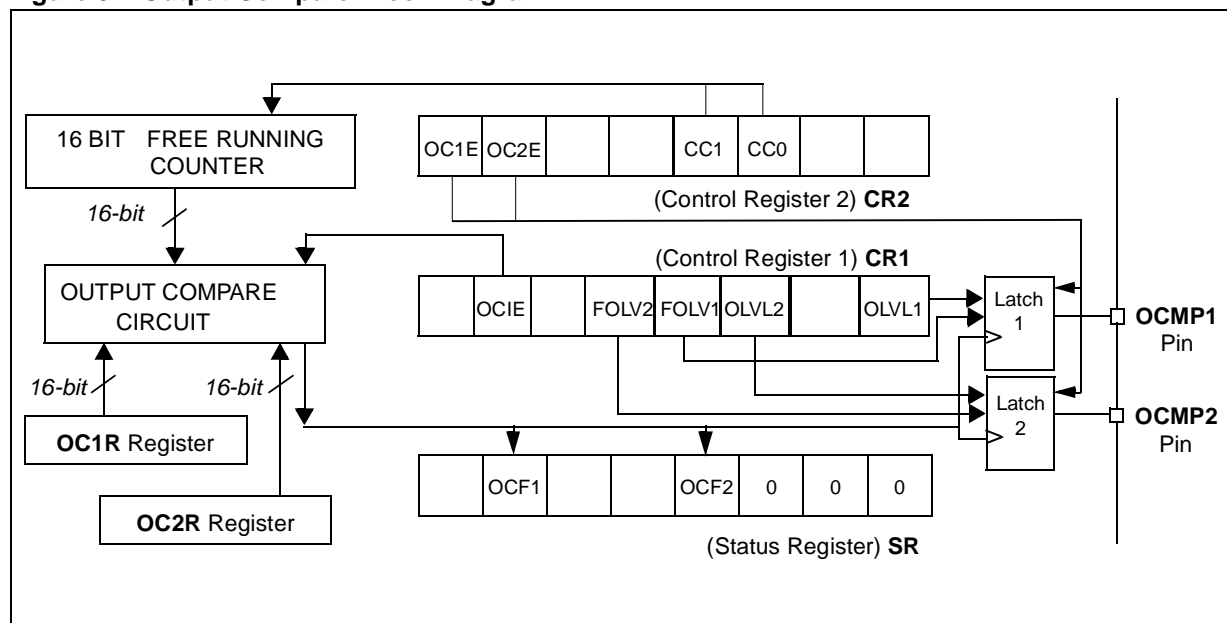 16 BIT FREE RUNNING
COUNTER
OC1E OC2E CC1 CC0
(Control Register 2) CR2
16-bit
(Control Register 1) CR1
OUTPUT COMPARE
CIRCUIT
OCIE FOLV2 FOLV1 OLVL2 OLVL1
Latch
1
OCMP1
Pin
16-bit
16-bit
Latch
2
OCMP2
Pin
OC1R Register
OCF1 OCF2 0 0 0
OC2R Register
(Status Register) SR